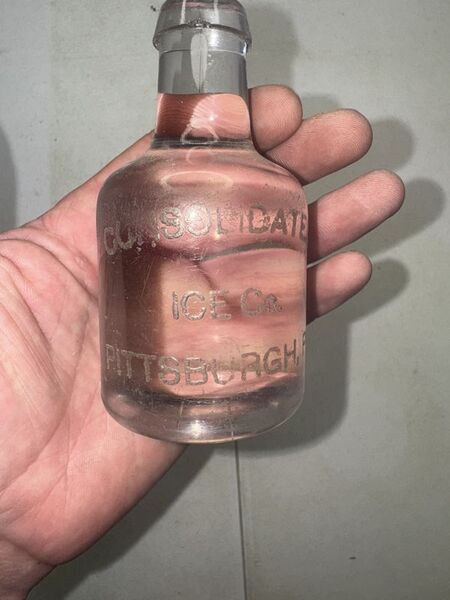 CONSOLIDATE
ICE Co.
PITTSBURGH, P